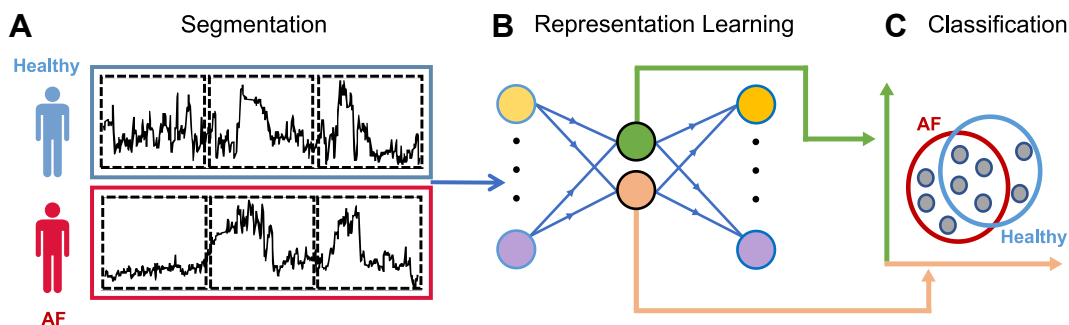 A Segmentation
B Representation Learning
C Classification
Healthy
AF
AF
Healthy